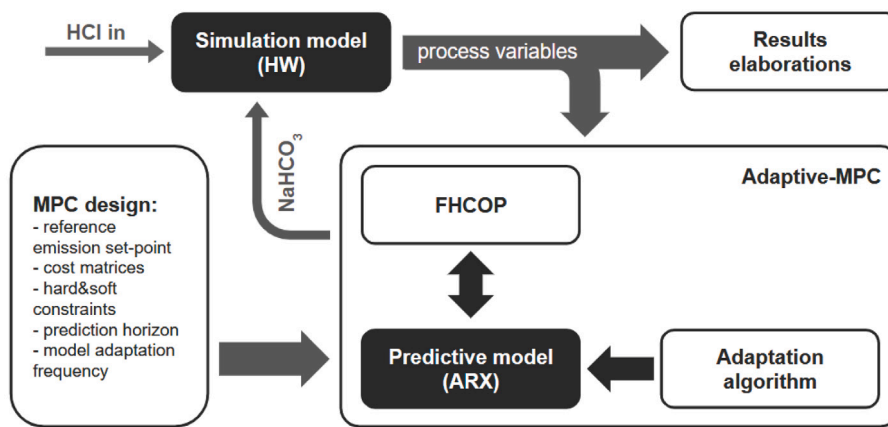 HCl in
Simulation model
(HW)
process variables
Results
elaborations
NaHCO₃
MPC design:
- reference
emission set-point
- cost matrices
- hard&soft
constraints
- prediction horizon
- model adaptation
frequency
Adaptive-MPC
FHCOP
Predictive model
(ARX)
Adaptation
algorithm